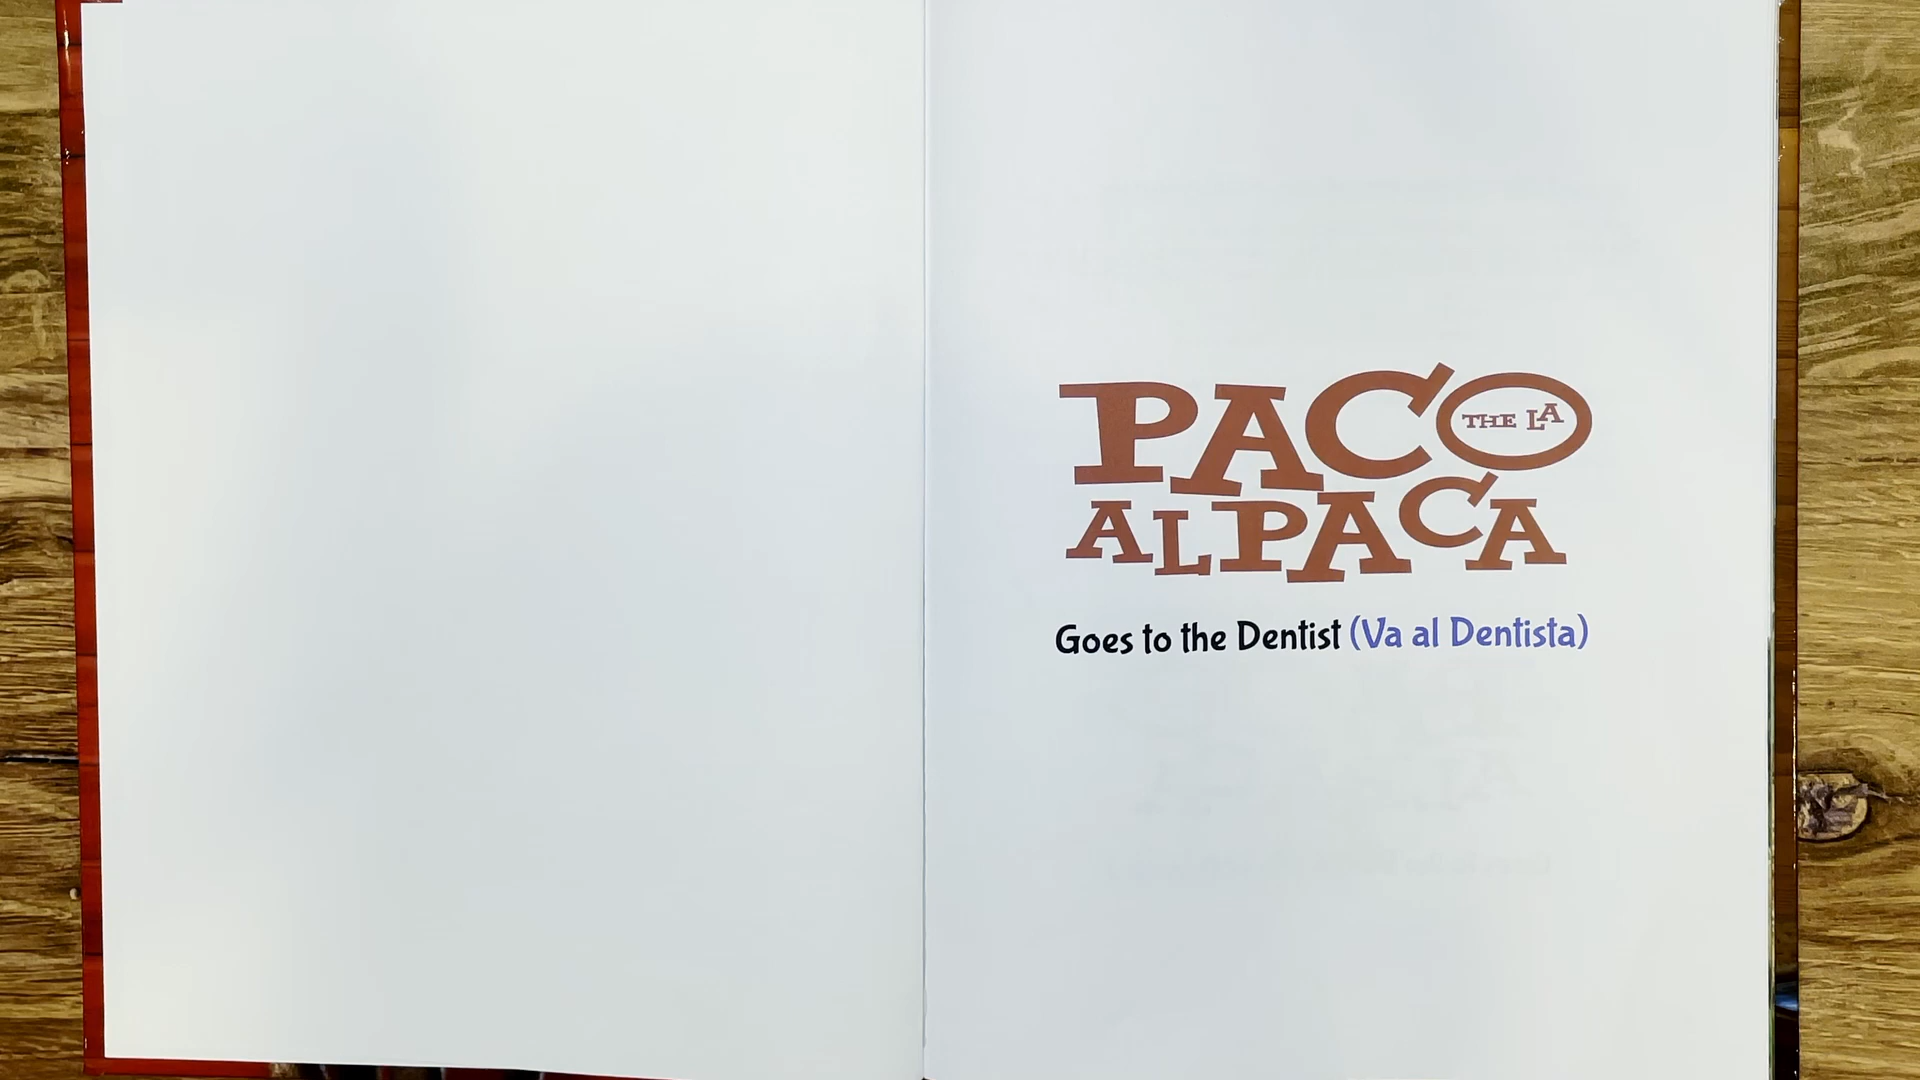 PACO
THE LA
ALPACA
Goes to the Dentist (Va al Dentista)